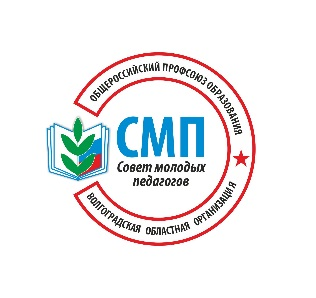 ОБЩЕРОССИЙСКИЙ ПРОФСОЮЗ ОБРАЗОВАНИЯ
СМП
Совет молодых
педагогов
ВОЛГОГРАДСКАЯ ОБЛАСТНАЯ ОРГАНИЗАЦИЯ